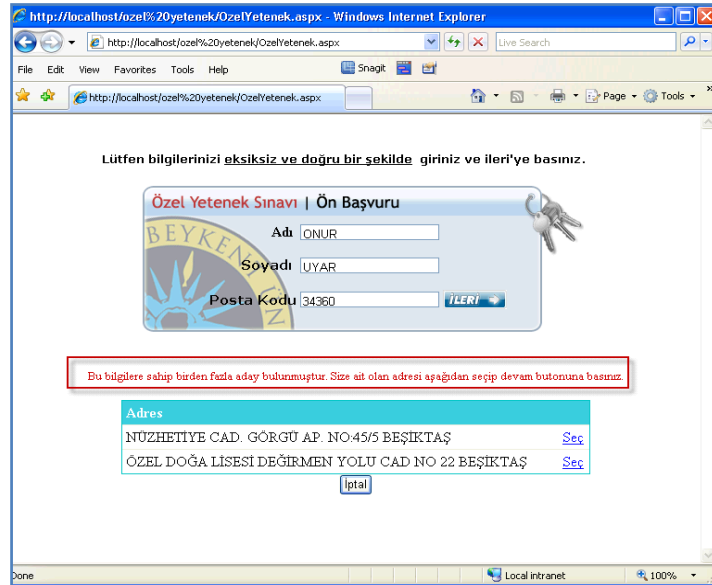 http://localhost/ozel%20yetenek/OzelYetenek.aspx - Windows Internet Explorer
http://localhost/ozel%20yetenek/OzelYetenek.aspx
Live Search
File Edit View Favorites Tools Help
Snagit
http://localhost/ozel%20yetenek/OzelYetenek.aspx
Page
Tools
Lütfen bilgilerinizi eksiksiz ve doğru bir şekilde giriniz ve ileri'ye basınız.
Özel Yetenek Sınavı | Ön Başvuru
BEYKENT ÜN
Adı ONUR
Soyadı UYAR
Posta Kodu 34360 İLERİ
Bu bilgilere sahip birden fazla aday bulunmuştur. Size ait olan adresi aşağıdan seçip devam butonuna basınız.
Adres
NÜZHETİYE CAD. GÖRGÜ AP. NO:45/5 BEŞİKTAŞ Seç
ÖZEL DOĞA LİSESİ DEĞİRMEN YOLU CAD NO 22 BEŞİKTAŞ Seç
İptal
Done
Local intranet
100%